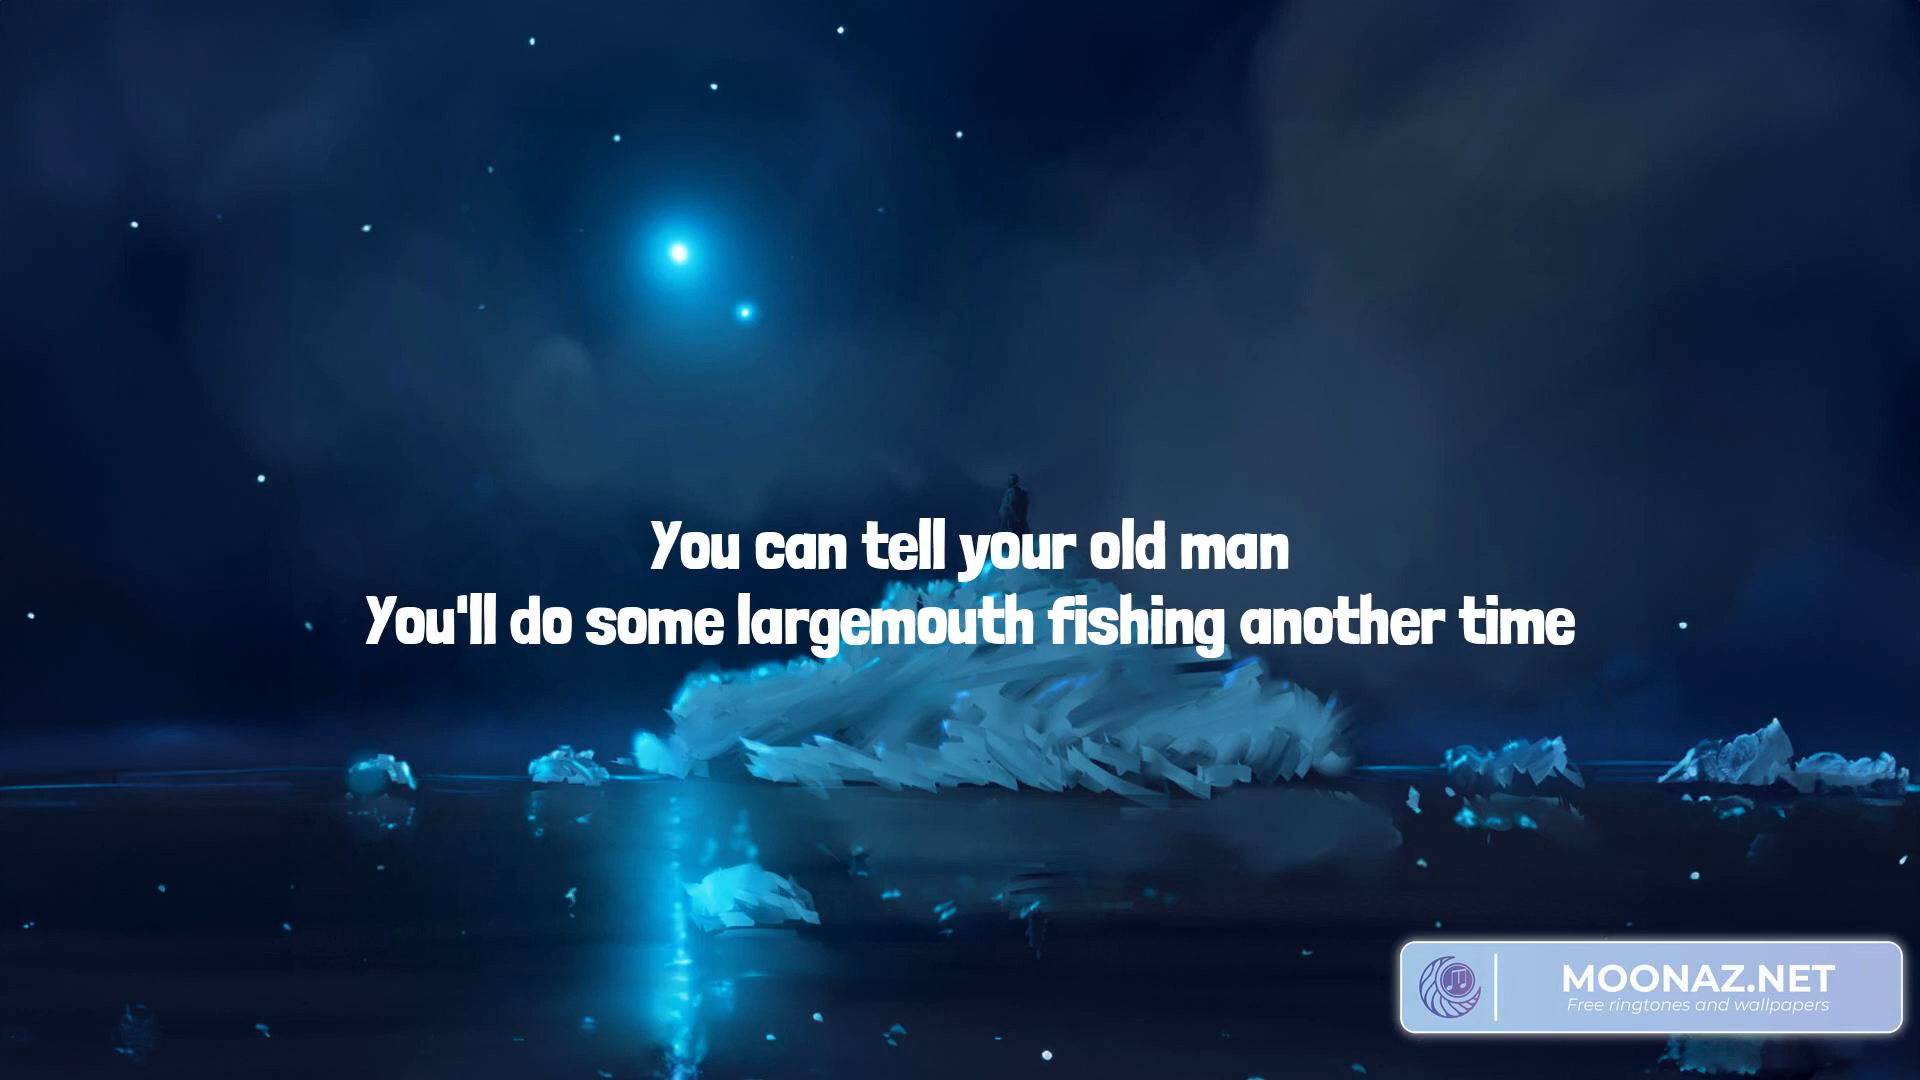 You can tell your old man
You'll do some largemouth fishing another time
MOONAZ.NET
Free ringtones and wallpapers